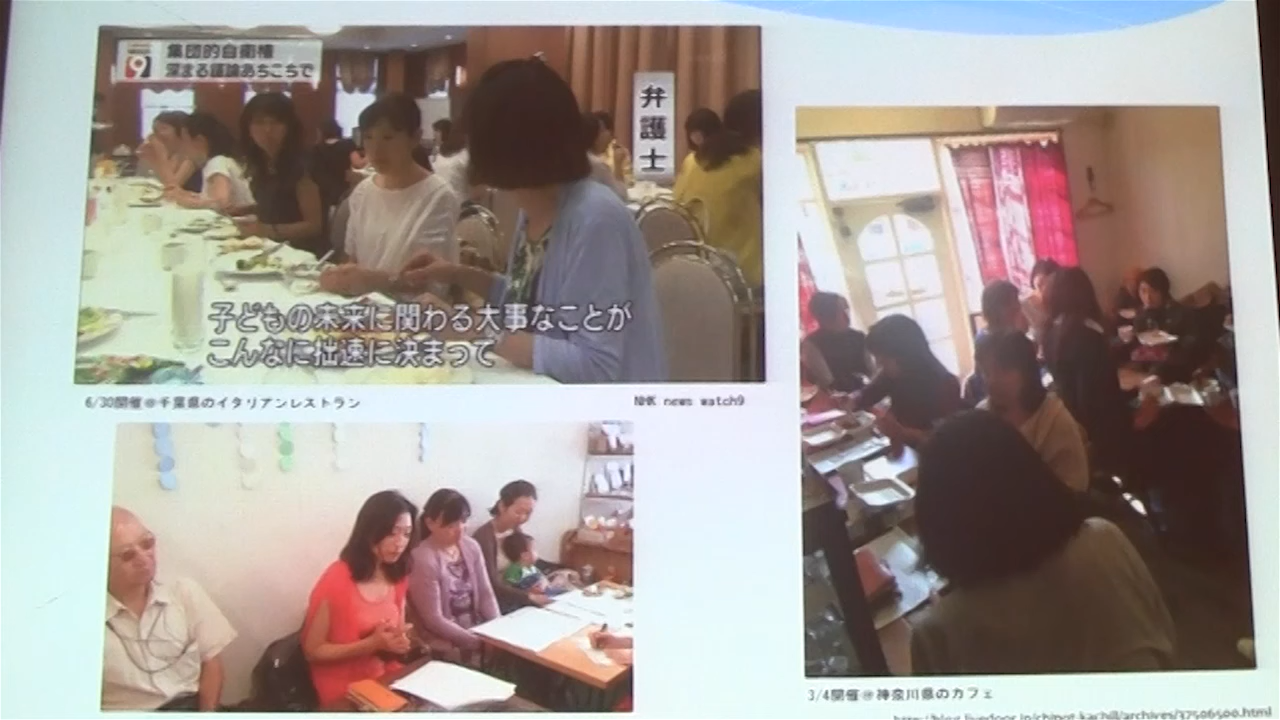 集団的自衛権
深まる議論あちこちで
9
弁護士
子どもの未来に関わる大事なことが
こんなに拙速に決まって
6/30開催@千葉県のイタリアンレストラン
NHK news watch9
3/4開催@神奈川県のカフェ